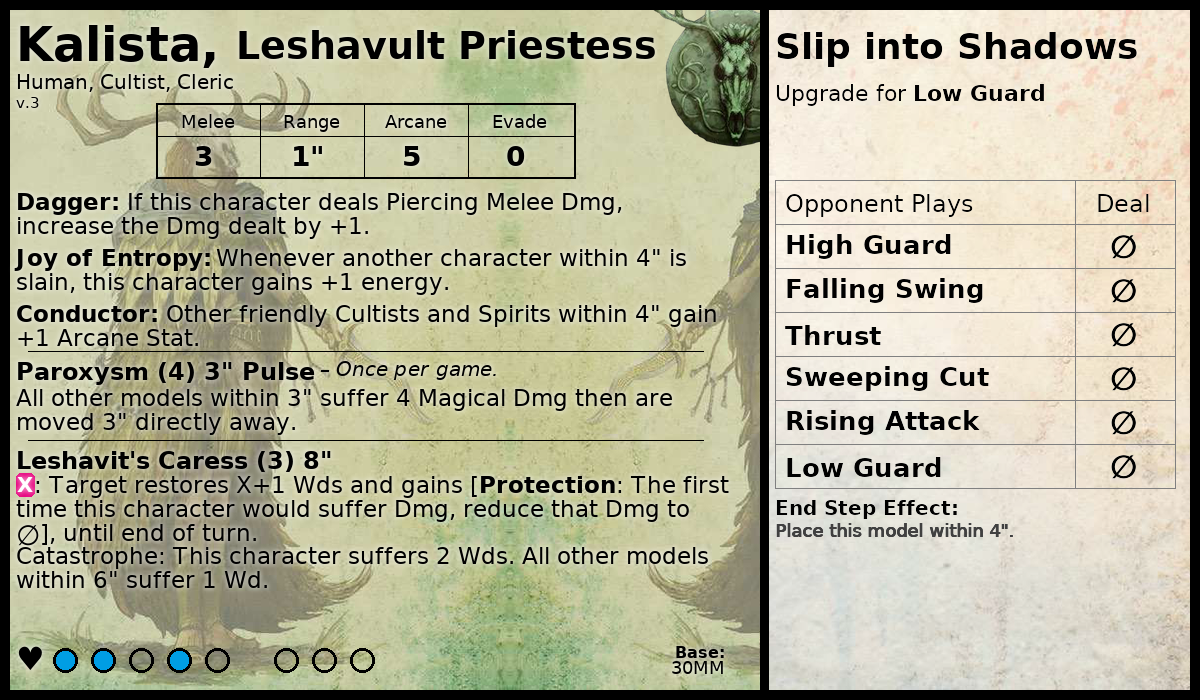 Kalista, Leshavult Priestess
Human, Cultist, Cleric
v.3
Melee Range Arcane Evade
3 1" 5 0
Dagger: If this character deals Piercing Melee Dmg,
increase the Dmg dealt by +1.
Joy of Entropy: Whenever another character within 4" is
slain, this character gains +1 energy.
Conductor: Other friendly Cultists and Spirits within 4" gain
+1 Arcane Stat.
Paroxysm (4) 3" Pulse – Once per game.
All other models within 3" suffer 4 Magical Dmg then are
moved 3" directly away.
Leshavit's Caress (3) 8"
X: Target restores X+1 Wds and gains [Protection: The first
time this character would suffer Dmg, reduce that Dmg to
∅], until end of turn.
Catastrophe: This character suffers 2 Wds. All other models
within 6" suffer 1 Wd.
Base:
30MM
Slip into Shadows
Upgrade for Low Guard
Opponent Plays Deal
High Guard ∅
Falling Swing ∅
Thrust ∅
Sweeping Cut ∅
Rising Attack ∅
Low Guard ∅
End Step Effect:
Place this model within 4".